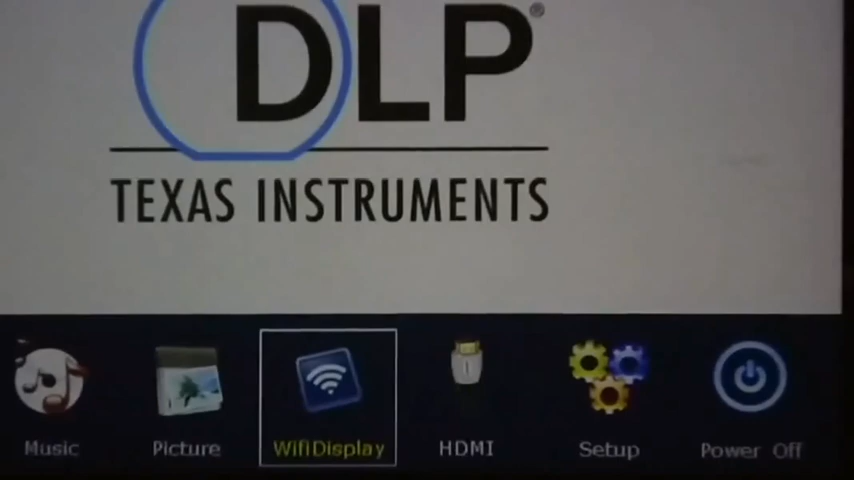 DLP®
TEXAS INSTRUMENTS
Music
Picture
WifiDisplay
HDMI
Setup
Power Off